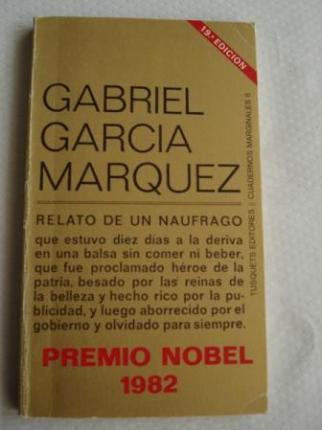 19.ª EDICION
GABRIEL
GARCIA
MARQUEZ
RELATO DE UN NAUFRAGO
que estuvo diez días a la deriva
en una balsa sin comer ni beber,
que fue proclamado héroe de la
patria, besado por las reinas de
la belleza y hecho rico por la pu-
blicidad, y luego aborrecido por el
gobierno y olvidado para siempre.
PREMIO NOBEL
1982
TUSQUETS EDITORES | CUADERNOS MARGINALES 8